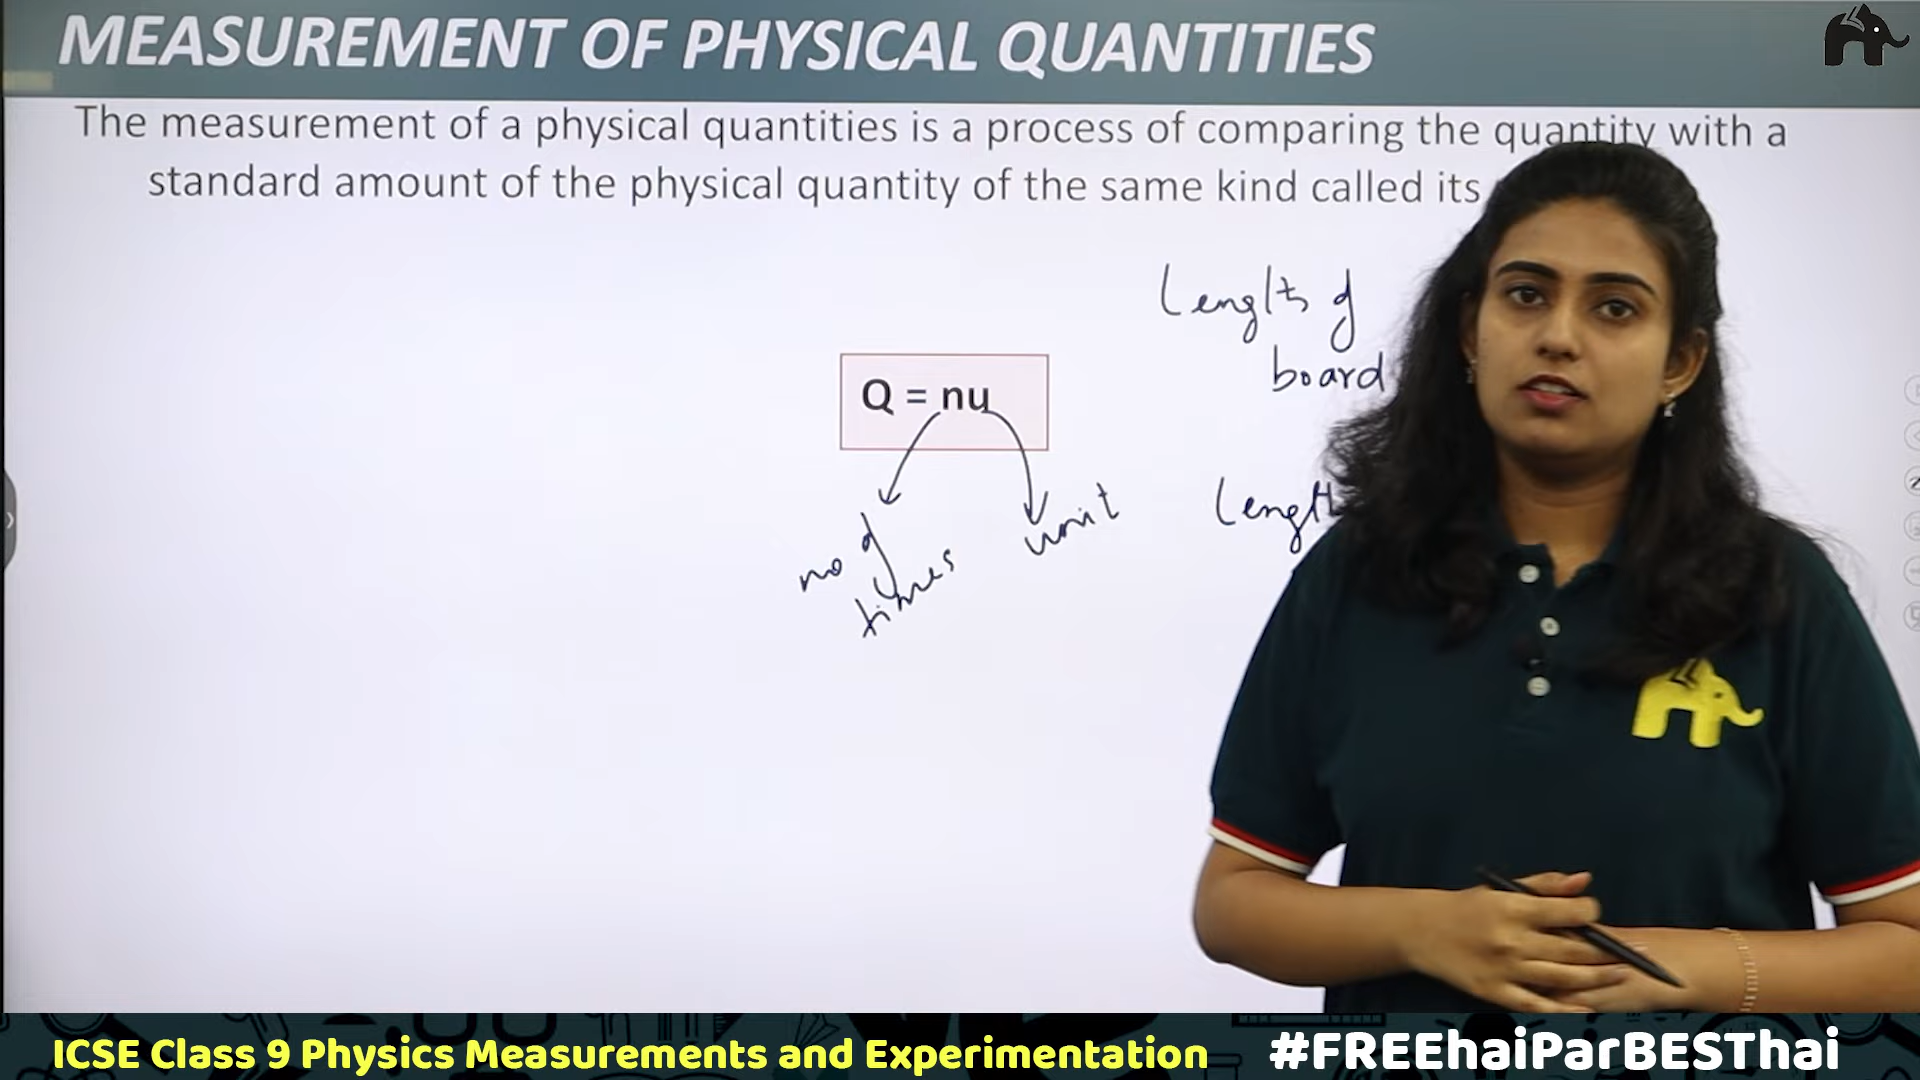 MEASUREMENT OF PHYSICAL QUANTITIES
The measurement of a physical quantities is a process of comparing the quantity with a
standard amount of the physical quantity of the same kind called its
Length of
board
Q = nu
no of
times
unit
Length
ICSE Class 9 Physics Measurements and Experimentation
#FREEhaiParBESThai